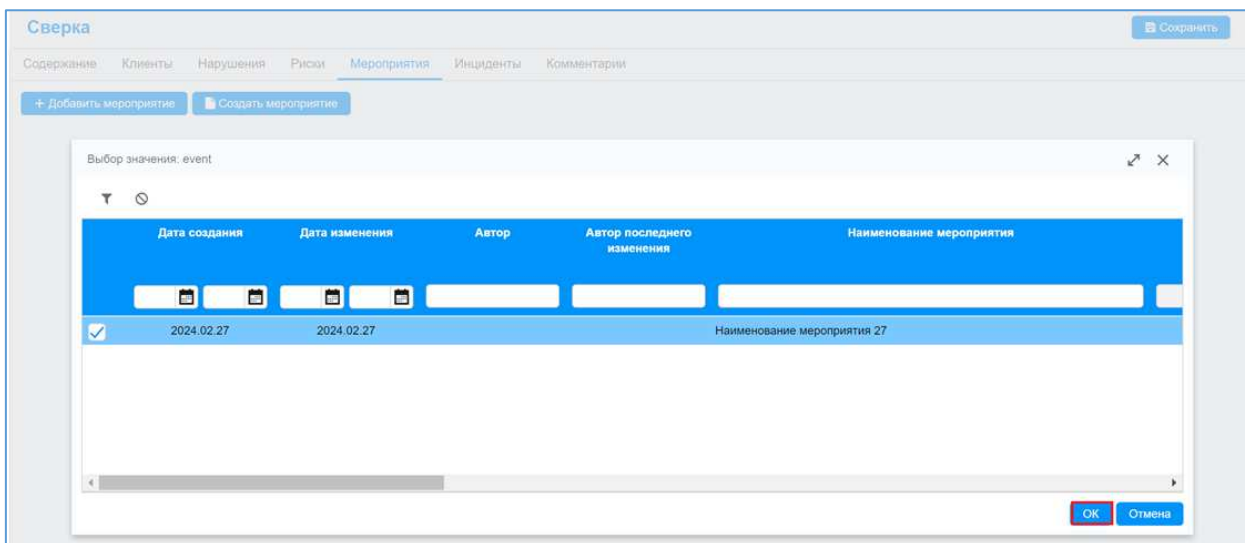 Сверка
Сохранить
Содержание Клиенты Нарушения Риски Мероприятия Инциденты Комментарии
+ Добавить мероприятие Создать мероприятие
Выбор значения: event
Дата создания Дата изменения Автор Автор последнего изменения Наименование мероприятия
2024.02.27 2024.02.27 Наименование мероприятия 27
ОК Отмена